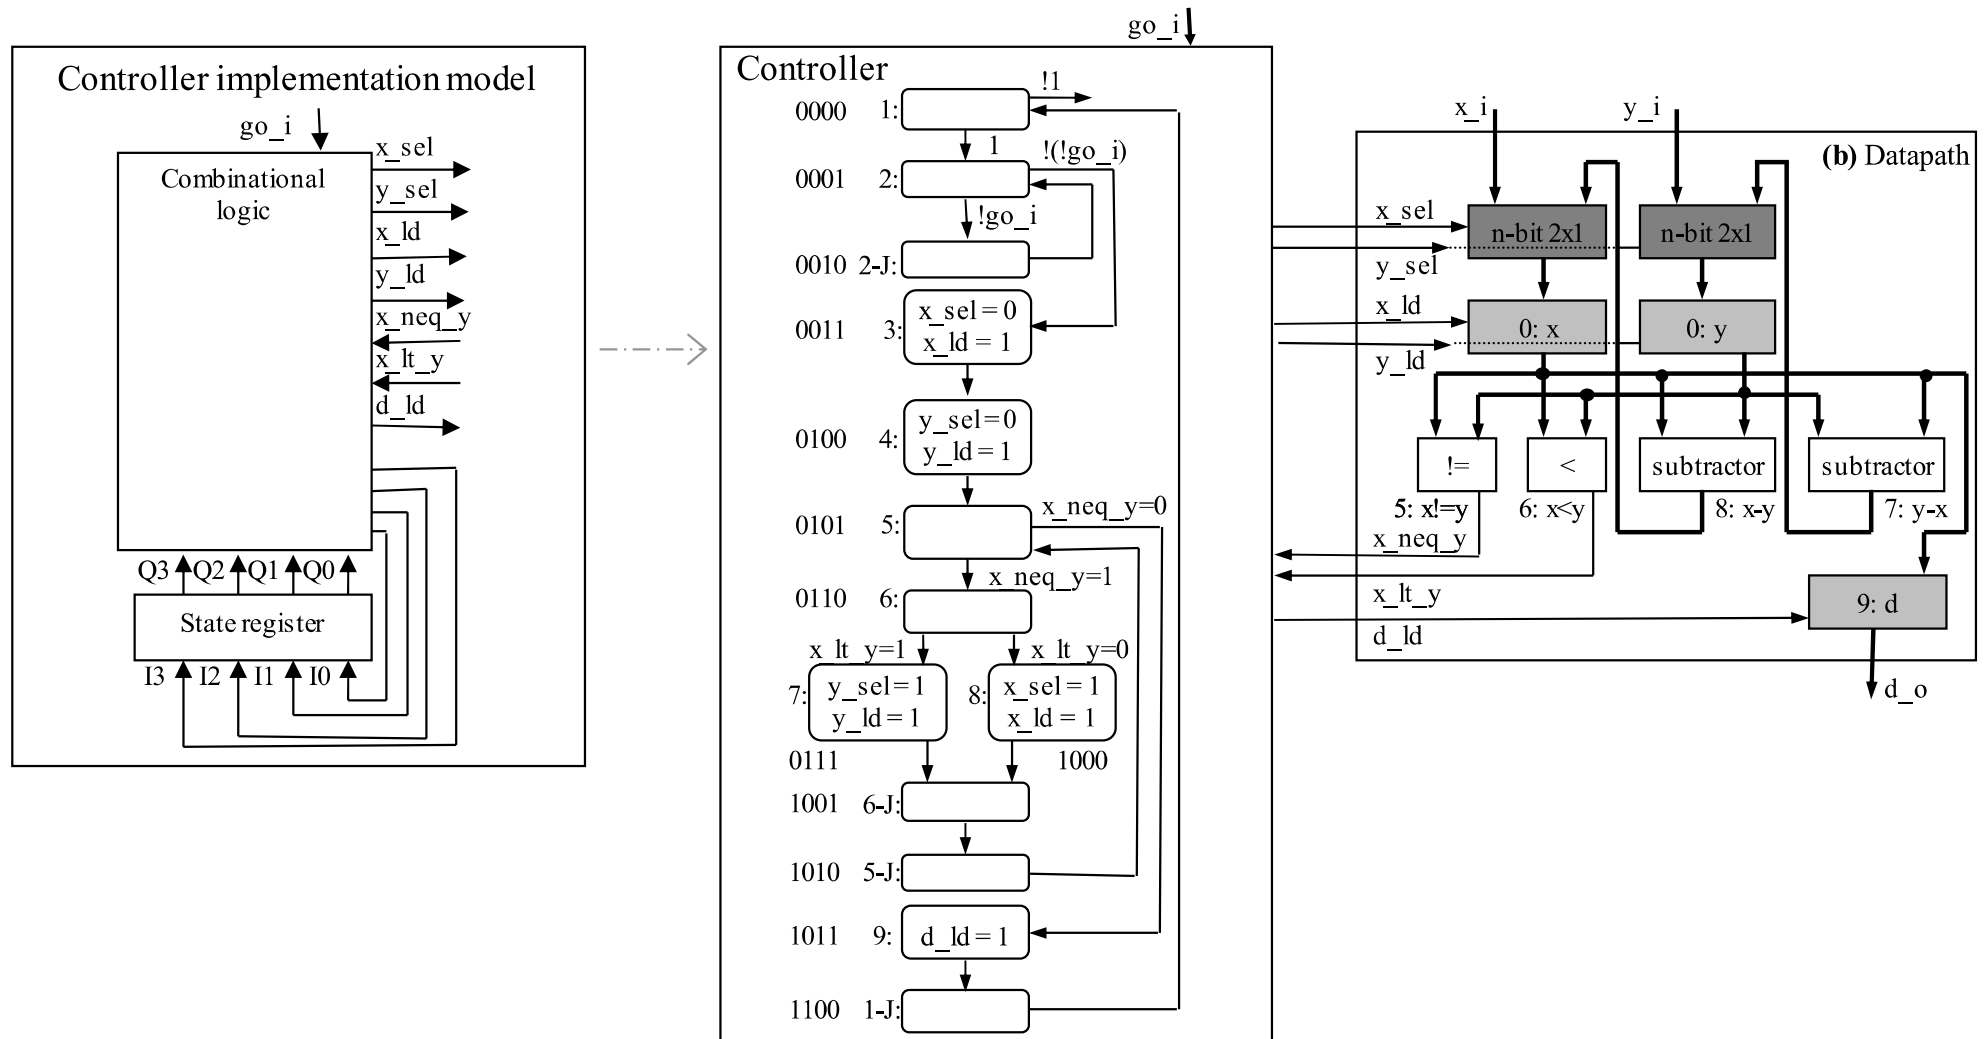 Controller implementation model
go_i
Combinational
logic
x_sel
y_sel
x_ld
y_ld
x_neq_y
x_lt_y
d_ld
Q3 Q2 Q1 Q0
State register
I3 I2 I1 I0
go_i
Controller
0000 1:
!1
1
0001 2:
!(!go_i)
!go_i
0010 2-J:
0011 3:
x_sel = 0
x_ld = 1
0100 4:
y_sel=0
y_ld = 1
0101 5:
x_neq_y=0
x_neq_y=1
0110 6:
x_lt_y=1
x_lt_y=0
7:
y_sel=1
y_ld = 1
8:
x_sel = 1
x_ld = 1
0111
1000
1001 6-J:
1010 5-J:
1011 9:
d_ld = 1
1100 1-J:
x_i
y_i
(b) Datapath
x_sel
y_sel
n-bit 2x1
n-bit 2x1
x_ld
y_ld
0: x
0: y
!=
<
subtractor
subtractor
5: x!=y
6: x<y
8: x-y
7: y-x
x_neq_y
x_lt_y
d_ld
9: d
d_o